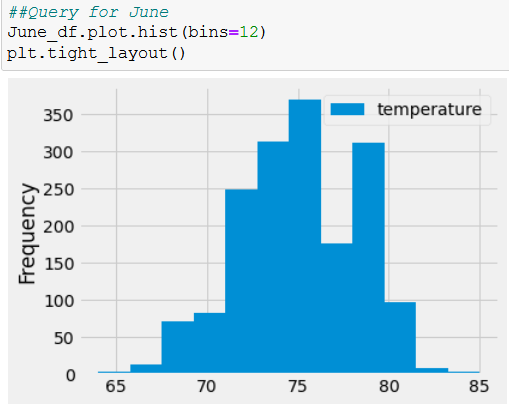 ##Query for June
June_df.plot.hist(bins=12)
plt.tight_layout()
temperature
Frequency
350
300
250
200
150
100
50
0
65 70 75 80 85